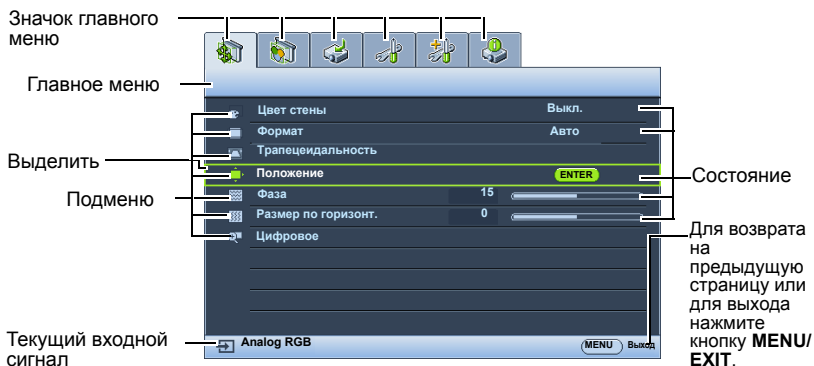 Значок главного
меню
Главное меню
Цвет стены Выкл.
Формат Авто
Трапецеидальность
Выделить
Положение ENTER
Состояние
Подменю
Фаза 15
Размер по горизонт. 0
Цифровое
Для возврата
на
предыдущую
страницу или
для выхода
нажмите
кнопку MENU/
EXIT.
Текущий входной
сигнал
Analog RGB
MENU Выход